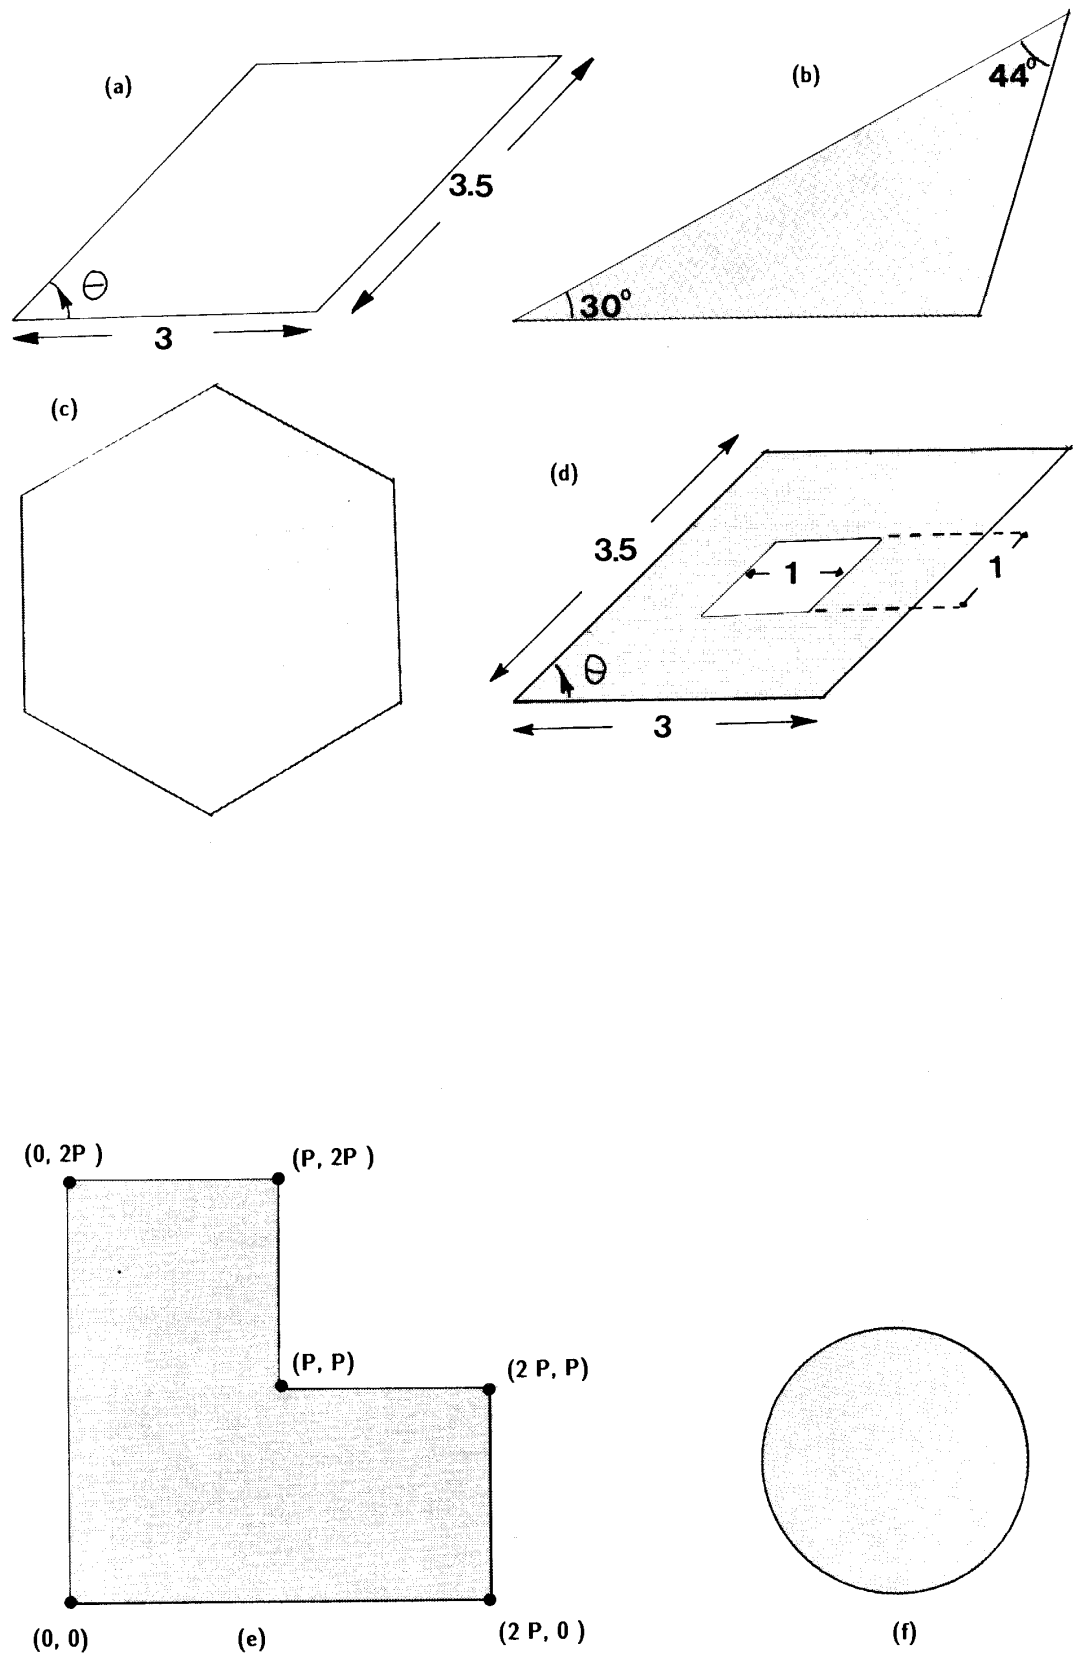 (a)
3.5
θ
3
(b)
44°
30°
(c)
(d)
3.5
1
1
θ
3
(0, 2P )
(P, 2P )
(P, P)
(2 P, P)
(0, 0)
(e)
(2 P, 0 )
(f)